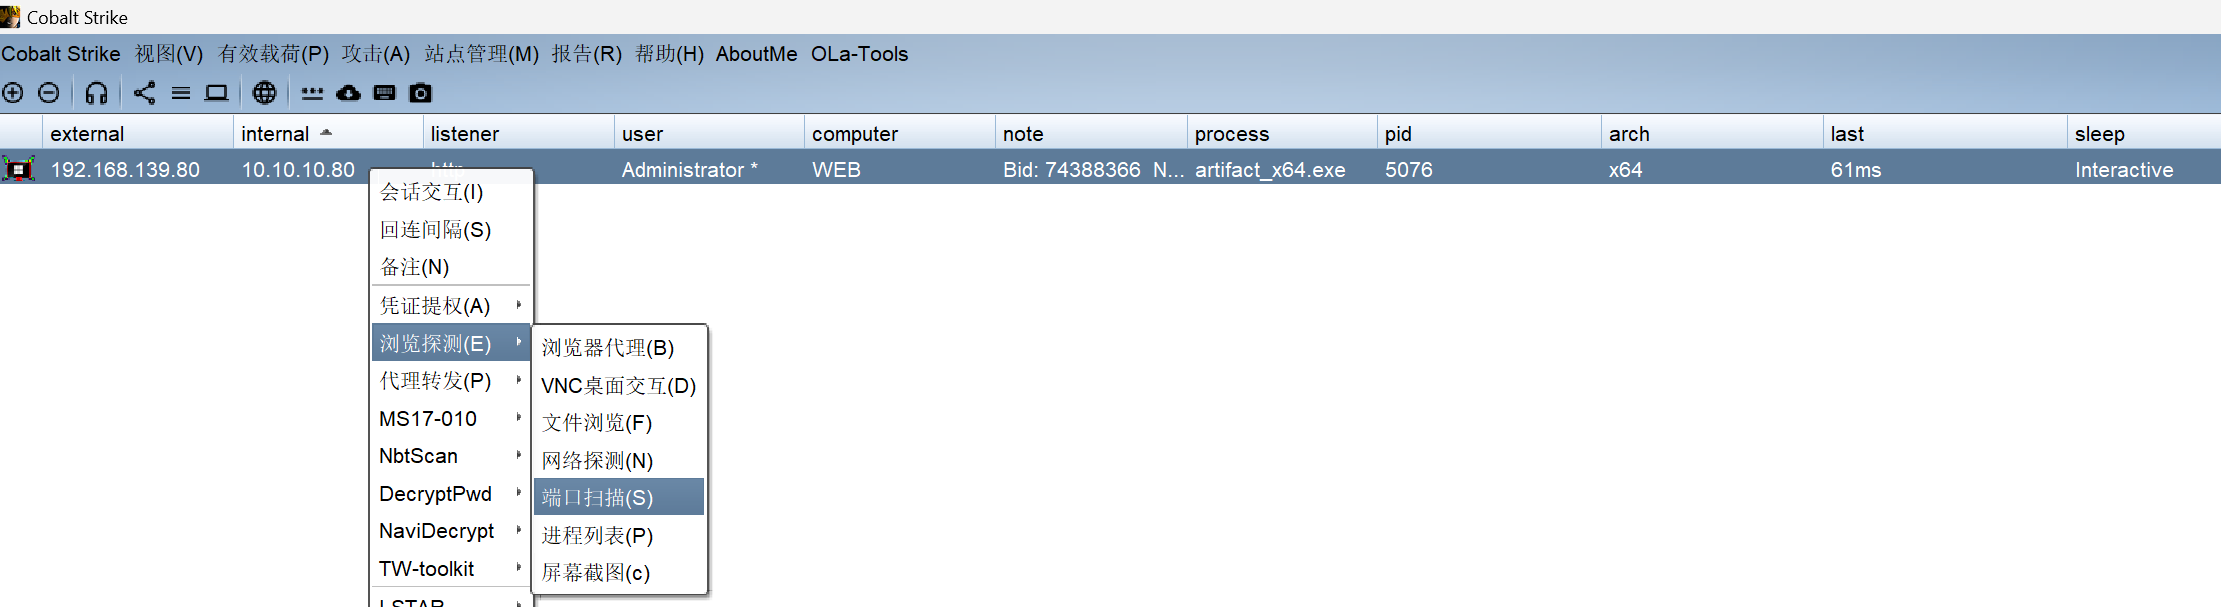 Cobalt Strike
Cobalt Strike 视图(V) 有效载荷(P) 攻击(A) 站点管理(M) 报告(R) 帮助(H) AboutMe OLa-Tools
external internal listener user computer note process pid arch last sleep
192.168.139.80 10.10.10.80 Administrator * WEB Bid: 74388366 N... artifact_x64.exe 5076 x64 61ms Interactive
会话交互(I)
回连间隔(S)
备注(N)
凭证提权(A)
浏览探测(E)
代理转发(P)
MS17-010
NbtScan
DecryptPwd
NaviDecrypt
TW-toolkit
LSTAR
浏览器代理(B)
VNC桌面交互(D)
文件浏览(F)
网络探测(N)
端口扫描(S)
进程列表(P)
屏幕截图(c)